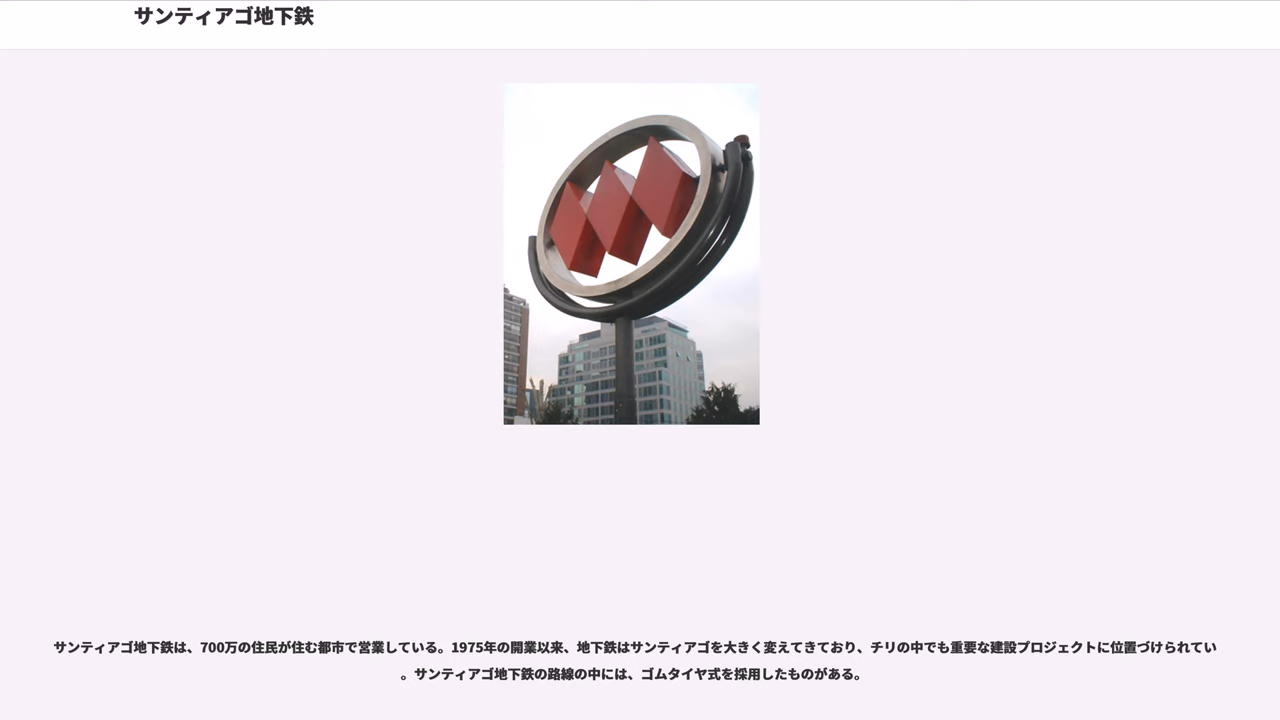 サンティアゴ地下鉄
サンティアゴ地下鉄は、700万の住民が住む都市で営業している。1975年の開業以来、地下鉄はサンティアゴを大きく変えてきており、チリの中でも重要な建設プロジェクトに位置づけられてい
。サンティアゴ地下鉄の路線の中には、ゴムタイヤ式を採用したものがある。